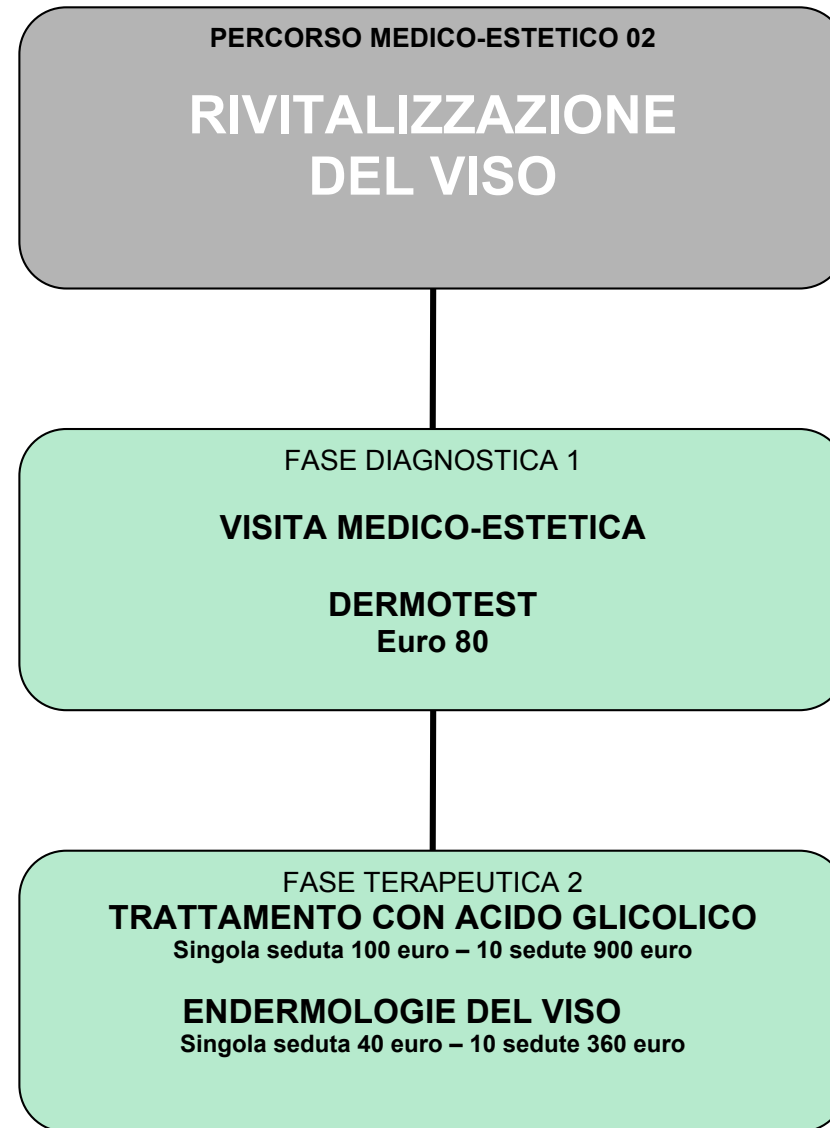 PERCORSO MEDICO-ESTETICO 02
RIVITALIZZAZIONE
DEL VISO
FASE DIAGNOSTICA 1
VISITA MEDICO-ESTETICA
DERMOTEST
Euro 80
FASE TERAPEUTICA 2
TRATTAMENTO CON ACIDO GLICOLICO
Singola seduta 100 euro – 10 sedute 900 euro
ENDERMOLOGIE DEL VISO
Singola seduta 40 euro – 10 sedute 360 euro